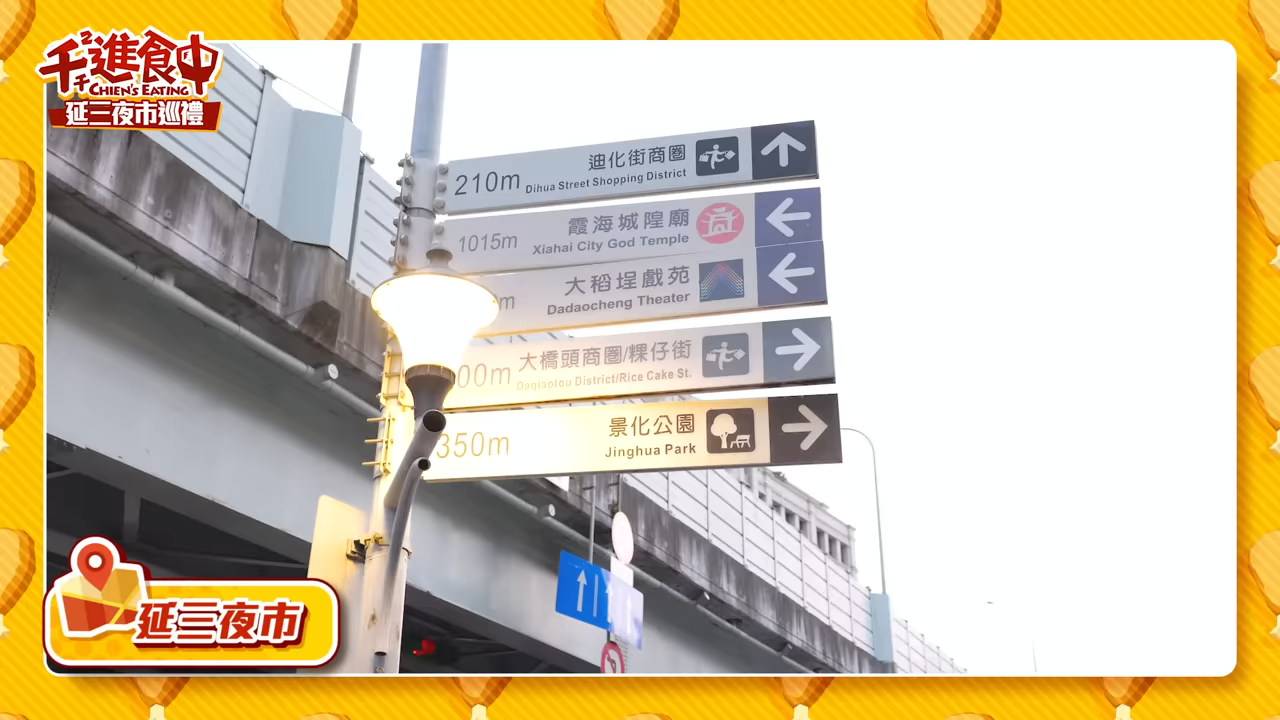 千2千進食中
CHIEN'S EATING
延三夜市巡禮
迪化街商圈
210m Dihua Street Shopping District
霞海城隍廟
1015m Xiahai City God Temple
大稻埕戲苑
m Dadaocheng Theater
大橋頭商圈/粿仔街
00m Daqiaotou District/Rice Cake St.
景化公園
350m Jinghua Park
延三夜市